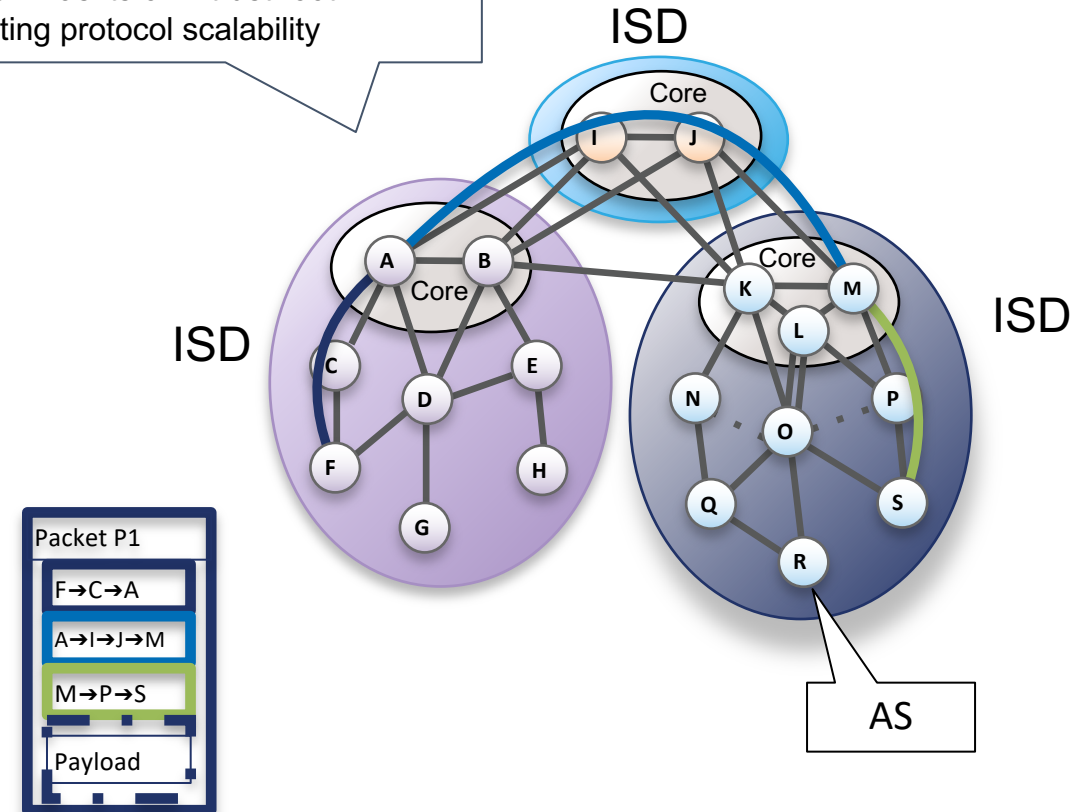 ting protocol scalability
ISD
Core
I
J
A
B
Core
Core
K
M
L
ISD
ISD
C
E
D
N
P
O
F
H
G
Q
S
R
Packet P1
F➔C➔A
A➔I➔J➔M
M➔P➔S
Payload
AS